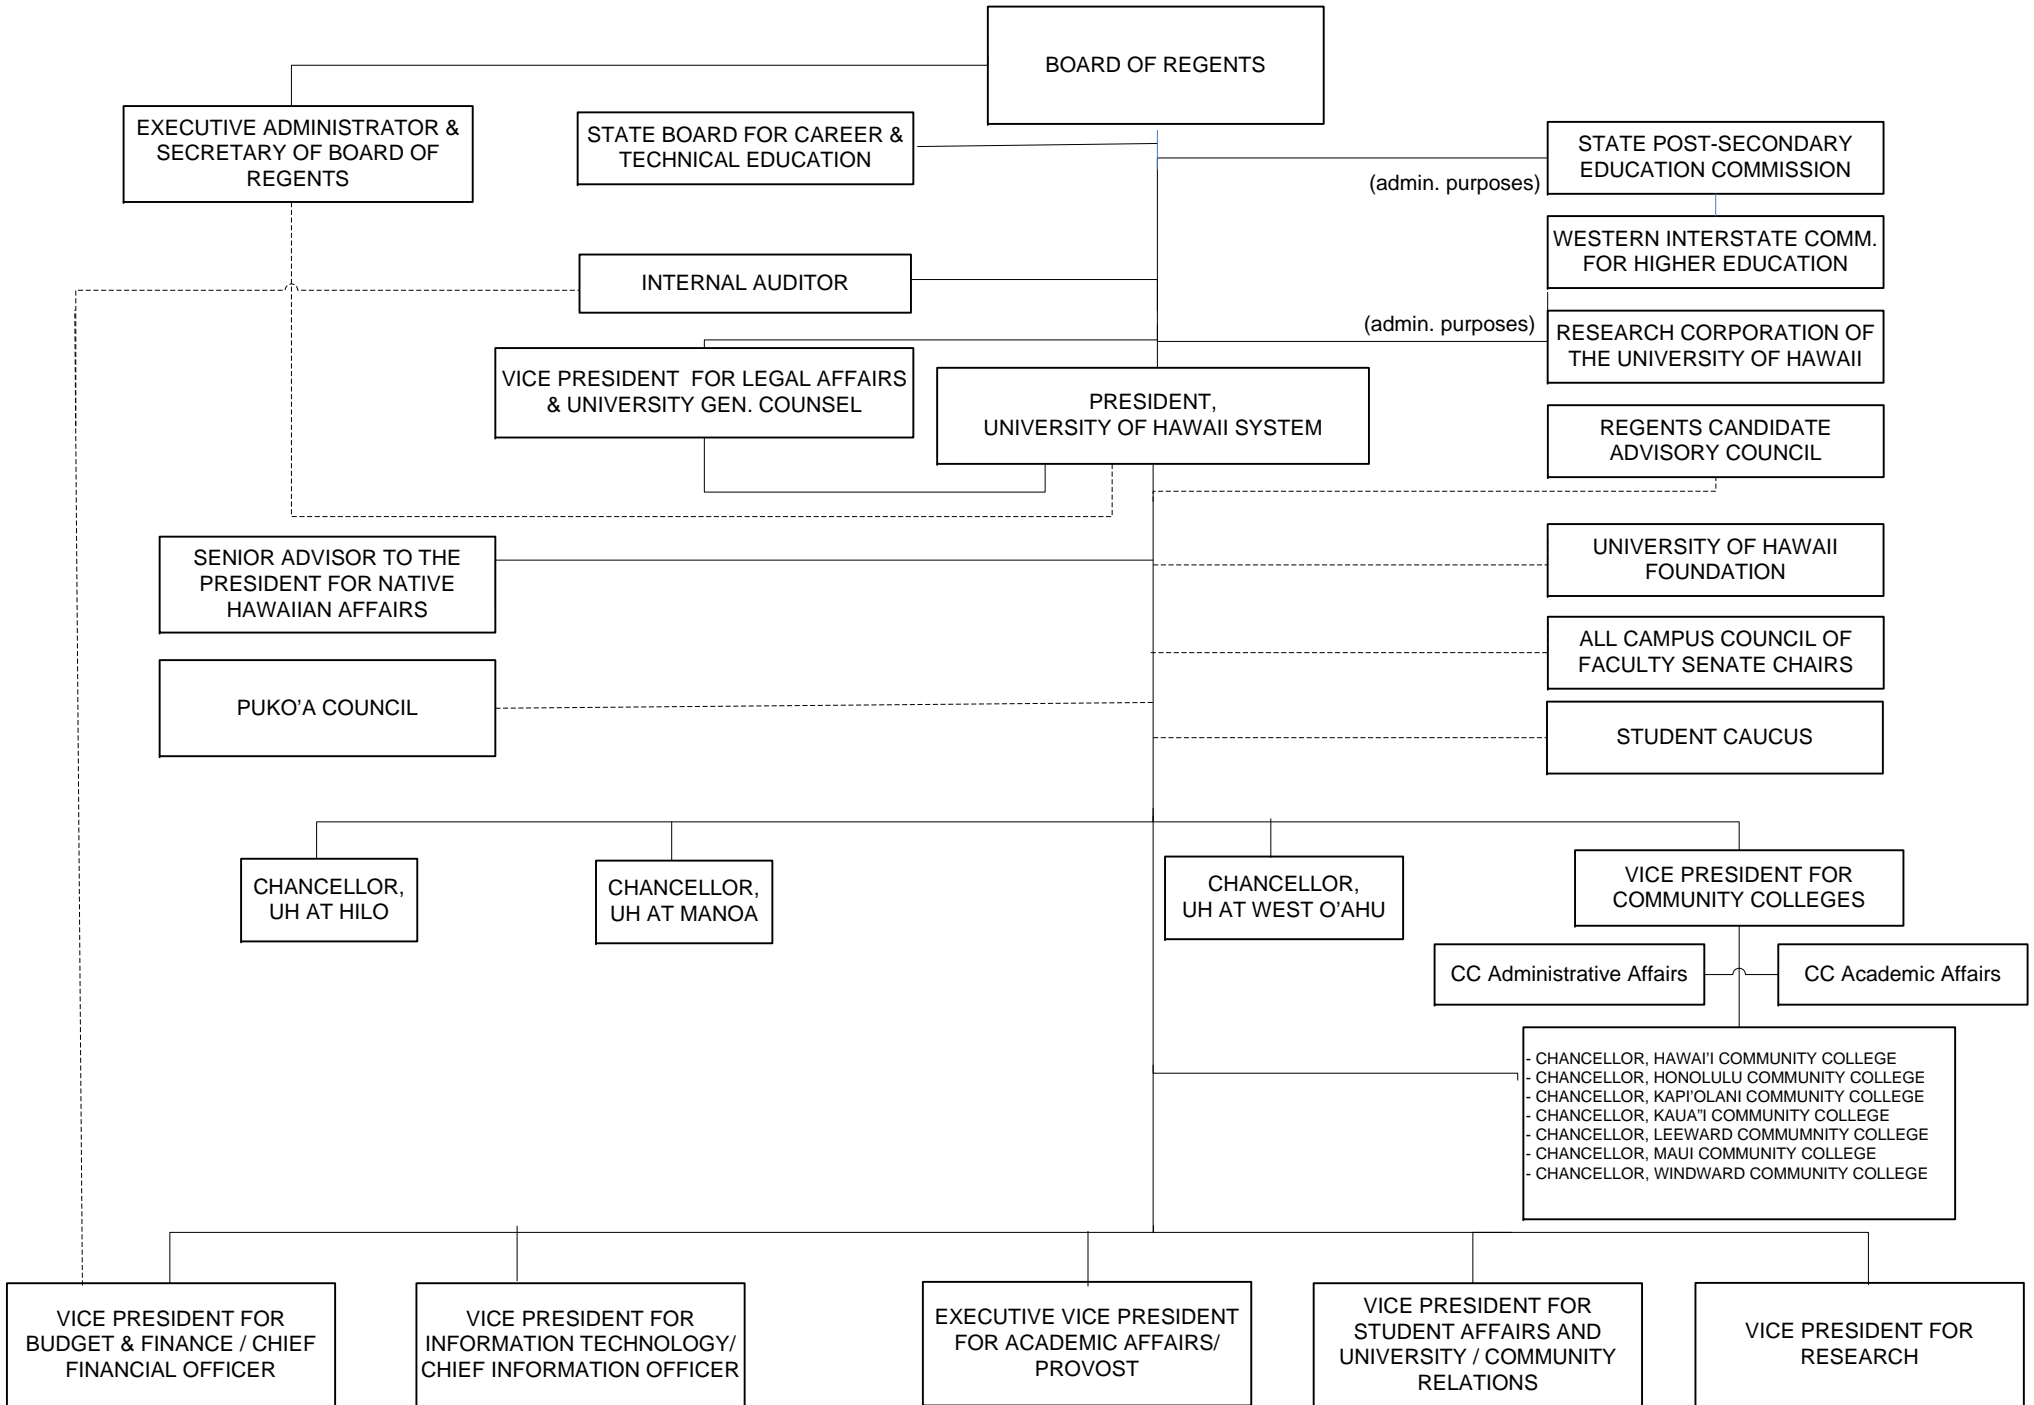 BOARD OF REGENTS
EXECUTIVE ADMINISTRATOR &
SECRETARY OF BOARD OF
REGENTS
STATE BOARD FOR CAREER &
TECHNICAL EDUCATION
STATE POST-SECONDARY
EDUCATION COMMISSION
(admin. purposes)
WESTERN INTERSTATE COMM.
FOR HIGHER EDUCATION
INTERNAL AUDITOR
(admin. purposes)
RESEARCH CORPORATION OF
THE UNIVERSITY OF HAWAII
VICE PRESIDENT  FOR LEGAL AFFAIRS
& UNIVERSITY GEN. COUNSEL
PRESIDENT,
UNIVERSITY OF HAWAII SYSTEM
REGENTS CANDIDATE
ADVISORY COUNCIL
SENIOR ADVISOR TO THE
PRESIDENT FOR NATIVE
HAWAIIAN AFFAIRS
UNIVERSITY OF HAWAII
FOUNDATION
ALL CAMPUS COUNCIL OF
FACULTY SENATE CHAIRS
PUKO’A COUNCIL
STUDENT CAUCUS
CHANCELLOR,
UH AT HILO
CHANCELLOR,
UH AT MANOA
CHANCELLOR,
UH AT WEST O’AHU
VICE PRESIDENT FOR
COMMUNITY COLLEGES
CC Administrative Affairs
CC Academic Affairs
- CHANCELLOR, HAWAI’I COMMUNITY COLLEGE
- CHANCELLOR, HONOLULU COMMUNITY COLLEGE
- CHANCELLOR, KAPI’OLANI COMMUNITY COLLEGE
- CHANCELLOR, KAUA”I COMMUNITY COLLEGE
- CHANCELLOR, LEEWARD COMMUMNITY COLLEGE
- CHANCELLOR, MAUI COMMUNITY COLLEGE
- CHANCELLOR, WINDWARD COMMUNITY COLLEGE
VICE PRESIDENT FOR
BUDGET & FINANCE / CHIEF
FINANCIAL OFFICER
VICE PRESIDENT FOR
INFORMATION TECHNOLOGY/
CHIEF INFORMATION OFFICER
EXECUTIVE VICE PRESIDENT
FOR ACADEMIC AFFAIRS/
PROVOST
VICE PRESIDENT FOR
STUDENT AFFAIRS AND
UNIVERSITY / COMMUNITY
RELATIONS
VICE PRESIDENT FOR
RESEARCH